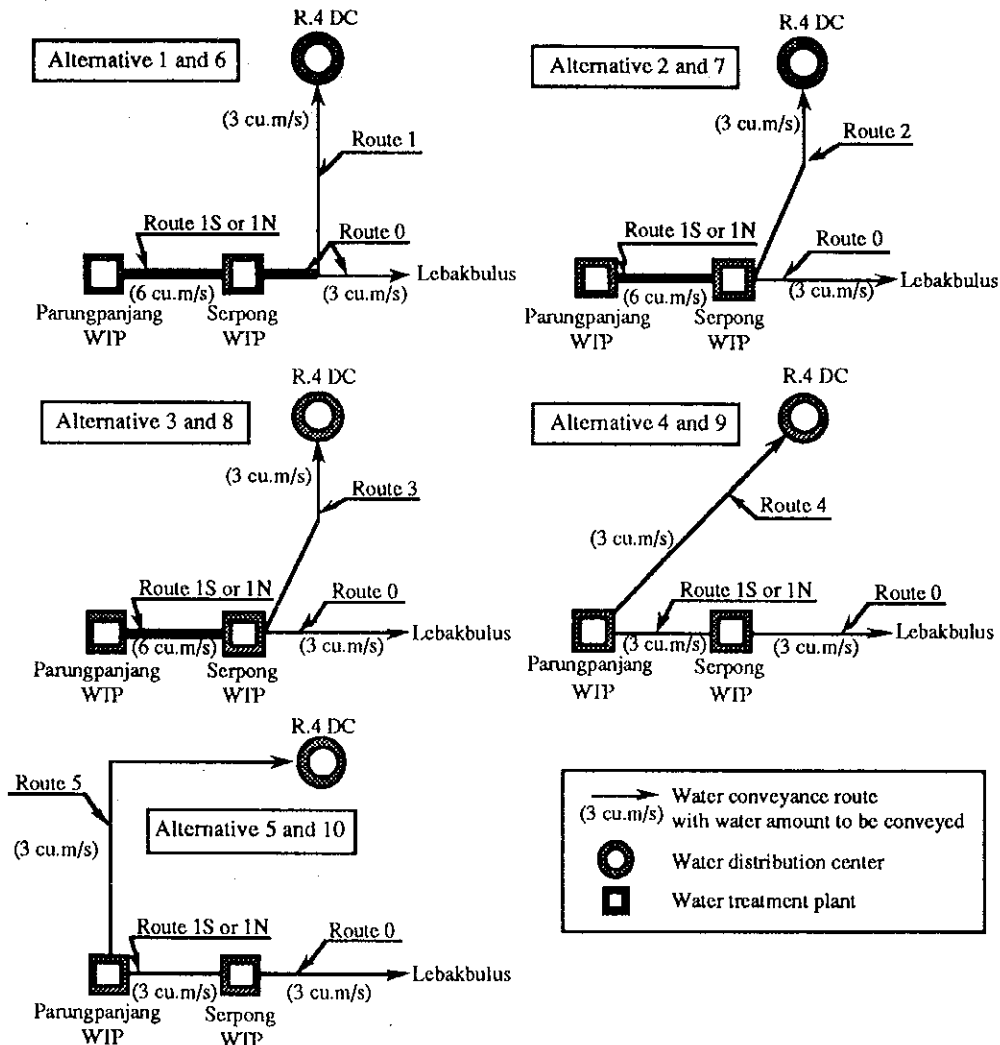 R.4 DC
Alternative 1 and 6
(3 cu.m/s)
Route 1
Route 1S or 1N
Route 0
Lebakbulus
(6 cu.m/s)
(3 cu.m/s)
Parungpanjang
WTP
Serpong
WTP
R.4 DC
Alternative 2 and 7
(3 cu.m/s)
Route 2
Route 1S or 1N
Route 0
Lebakbulus
(6 cu.m/s)
(3 cu.m/s)
Parungpanjang
WTP
Serpong
WTP
R.4 DC
Alternative 3 and 8
(3 cu.m/s)
Route 3
Route 1S or 1N
Route 0
Lebakbulus
(6 cu.m/s)
(3 cu.m/s)
Parungpanjang
WTP
Serpong
WTP
R.4 DC
Alternative 4 and 9
Route 4
(3 cu.m/s)
Route 1S or 1N
Route 0
Lebakbulus
(3 cu.m/s)
(3 cu.m/s)
Parungpanjang
WTP
Serpong
WTP
R.4 DC
Route 5
Alternative 5 and 10
(3 cu.m/s)
Route 1S or 1N
Route 0
Lebakbulus
(3 cu.m/s)
(3 cu.m/s)
Parungpanjang
WTP
Serpong
WTP
Water conveyance route
(3 cu.m/s) with water amount to be conveyed
Water distribution center
Water treatment plant